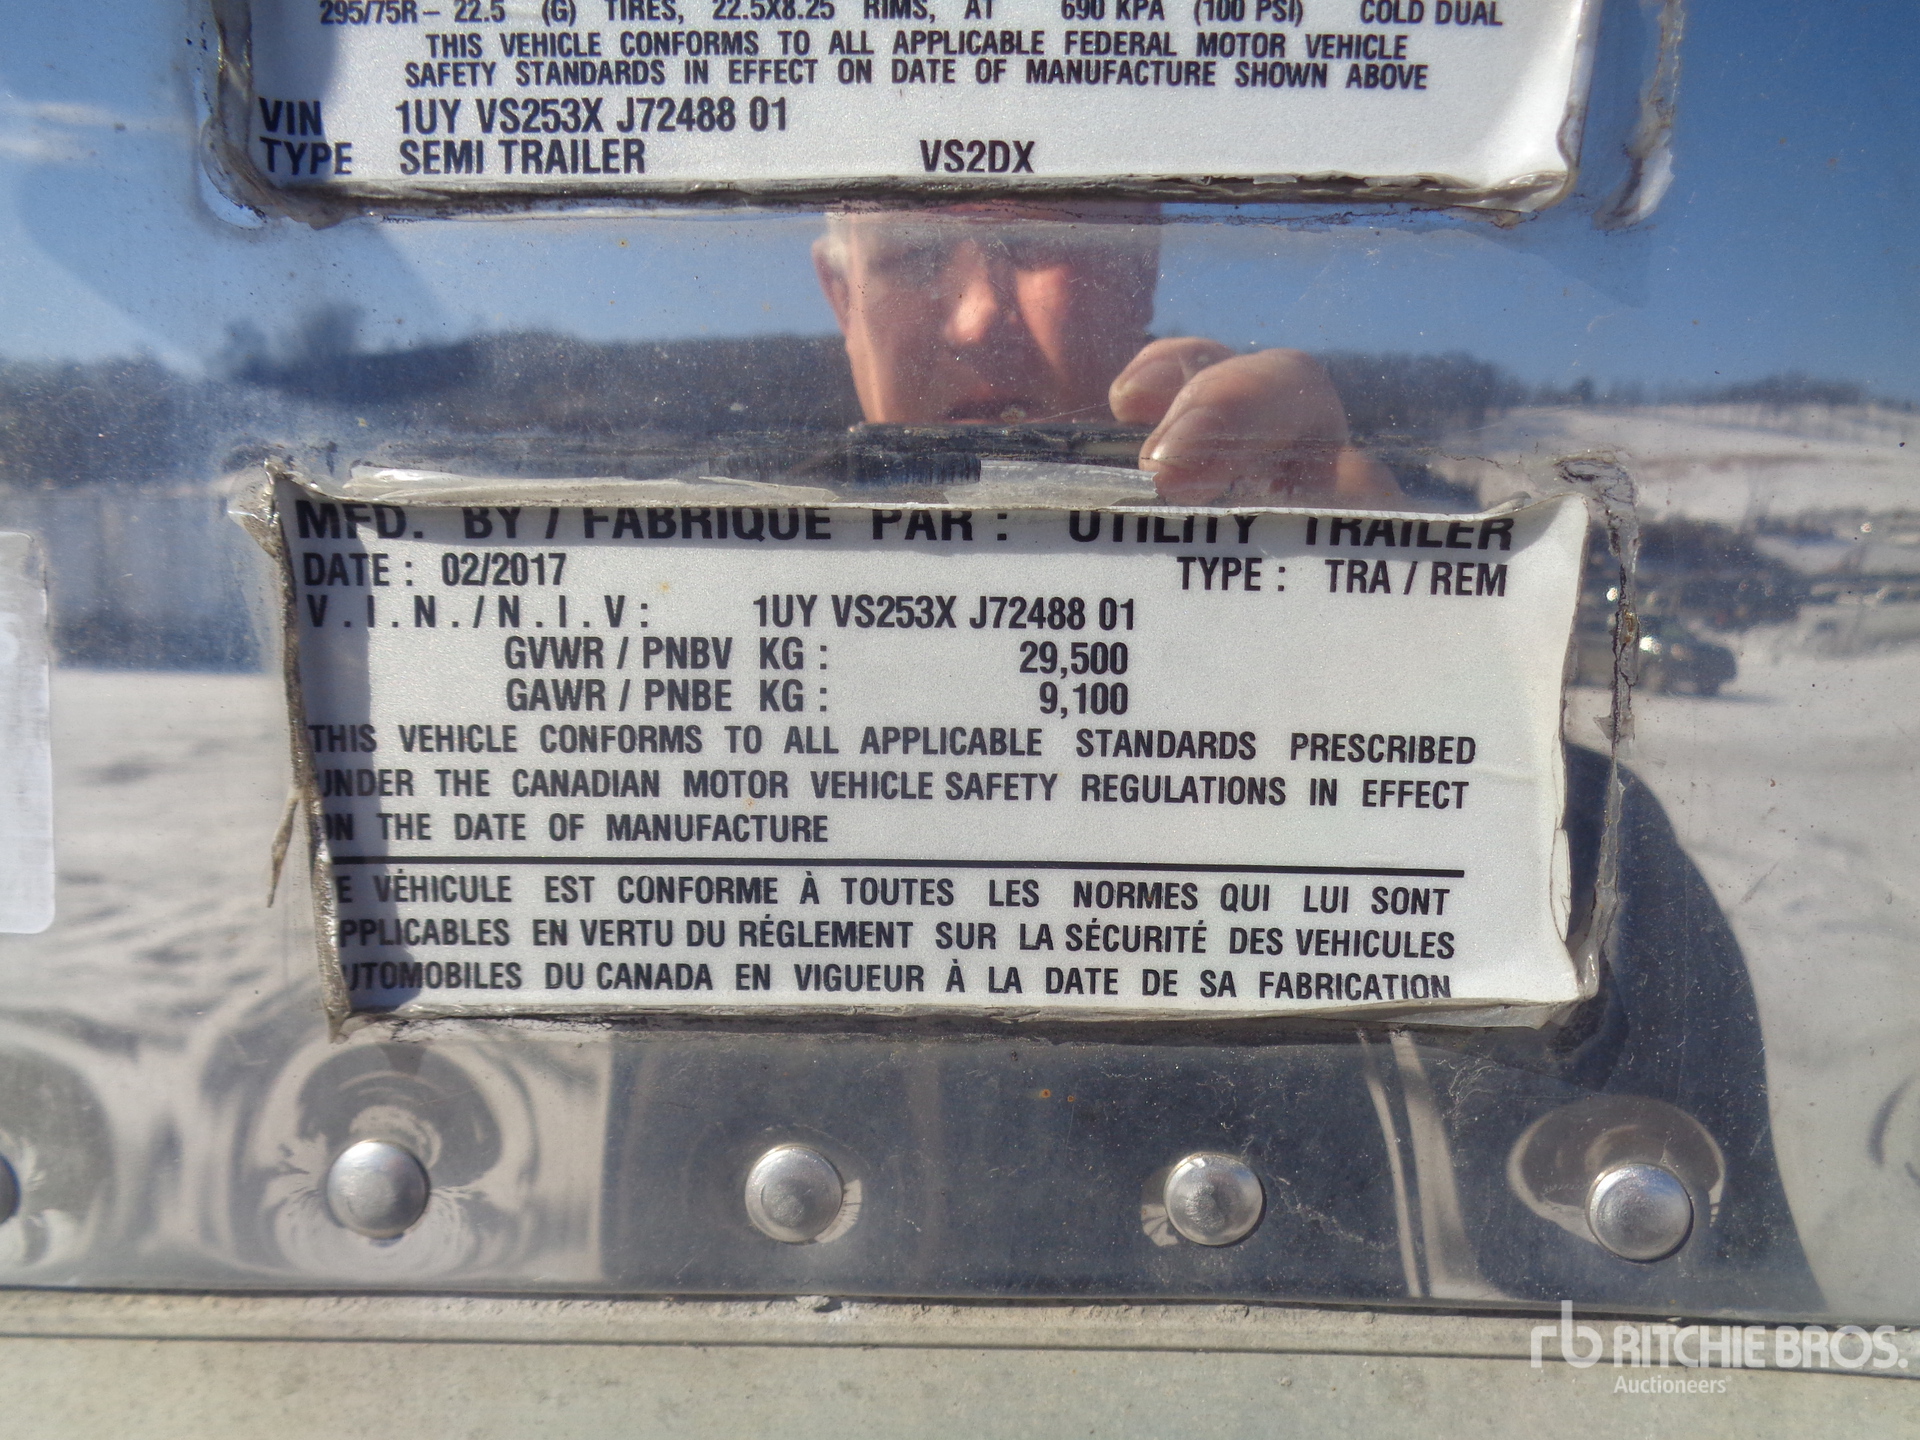 295/75R – 22.5 (G) TIRES, 22.5X8.25 RIMS, AT 690 KPA (100 PSI) COLD DUAL
THIS VEHICLE CONFORMS TO ALL APPLICABLE FEDERAL MOTOR VEHICLE
SAFETY STANDARDS IN EFFECT ON DATE OF MANUFACTURE SHOWN ABOVE
VIN 1UY VS253X J72488 01
TYPE SEMI TRAILER VS2DX
MFD. BY / FABRIQUE PAR : UTILITY TRAILER
DATE : 02/2017 TYPE : TRA / REM
V . I . N . / N . I . V : 1UY VS253X J72488 01
GVWR / PNBV KG : 29,500
GAWR / PNBE KG : 9,100
THIS VEHICLE CONFORMS TO ALL APPLICABLE STANDARDS PRESCRIBED
UNDER THE CANADIAN MOTOR VEHICLE SAFETY REGULATIONS IN EFFECT
ON THE DATE OF MANUFACTURE
E VÉHICULE EST CONFORME À TOUTES LES NORMES QUI LUI SONT
PPLICABLES EN VERTU DU RÉGLEMENT SUR LA SÉCURITÉ DES VEHICULES
UTOMOBILES DU CANADA EN VIGUEUR À LA DATE DE SA FABRICATION
rb RITCHIE BROS.
Auctioneers